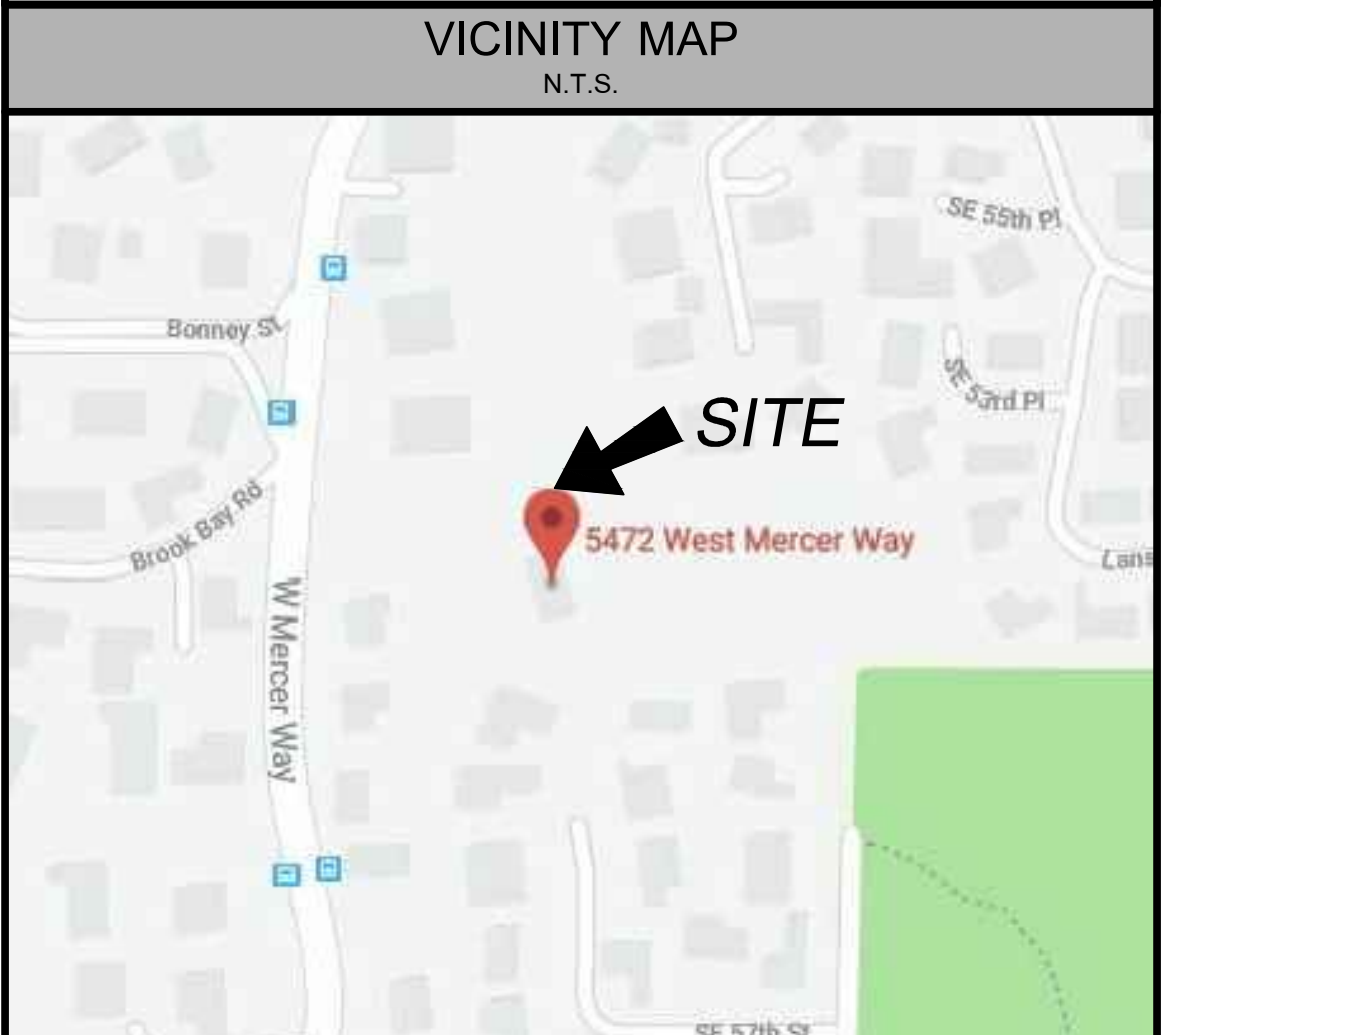 VICINITY MAP
N.T.S.
SE 55th Pl
Bonney St
SE 53rd Pl
SITE
Brook Bay Rd
5472 West Mercer Way
Lans
W Mercer Way
SE 57th St